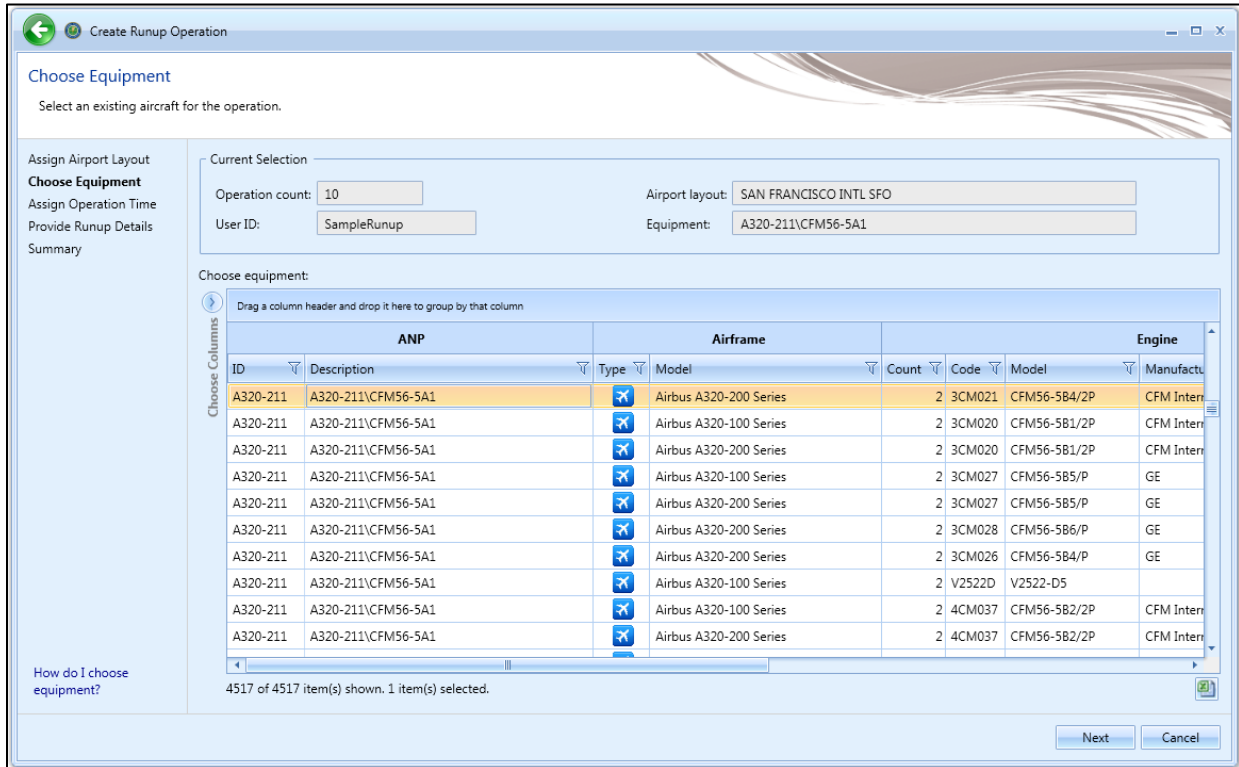 Create Runup Operation
Choose Equipment
Select an existing aircraft for the operation.
Assign Airport Layout
Choose Equipment
Assign Operation Time
Provide Runup Details
Summary
How do I choose
equipment?
Current Selection
Operation count: 10 Airport layout: SAN FRANCISCO INTL SFO
User ID: SampleRunup Equipment: A320-211\CFM56-5A1
Choose equipment:
Choose Columns
Drag a column header and drop it here to group by that column
ANP Airframe Engine
ID Description Type Model Count Code Model Manufactu
A320-211 A320-211\CFM56-5A1 Airbus A320-200 Series 2 3CM021 CFM56-5B4/2P CFM Intern
A320-211 A320-211\CFM56-5A1 Airbus A320-100 Series 2 3CM020 CFM56-5B1/2P CFM Intern
A320-211 A320-211\CFM56-5A1 Airbus A320-200 Series 2 3CM020 CFM56-5B1/2P CFM Intern
A320-211 A320-211\CFM56-5A1 Airbus A320-100 Series 2 3CM027 CFM56-5B5/P GE
A320-211 A320-211\CFM56-5A1 Airbus A320-200 Series 2 3CM027 CFM56-5B5/P GE
A320-211 A320-211\CFM56-5A1 Airbus A320-200 Series 2 3CM028 CFM56-5B6/P GE
A320-211 A320-211\CFM56-5A1 Airbus A320-200 Series 2 3CM026 CFM56-5B4/P GE
A320-211 A320-211\CFM56-5A1 Airbus A320-100 Series 2 V2522D V2522-D5
A320-211 A320-211\CFM56-5A1 Airbus A320-100 Series 2 4CM037 CFM56-5B2/2P CFM Intern
A320-211 A320-211\CFM56-5A1 Airbus A320-200 Series 2 4CM037 CFM56-5B2/2P CFM Intern
4517 of 4517 item(s) shown. 1 item(s) selected.
Next Cancel